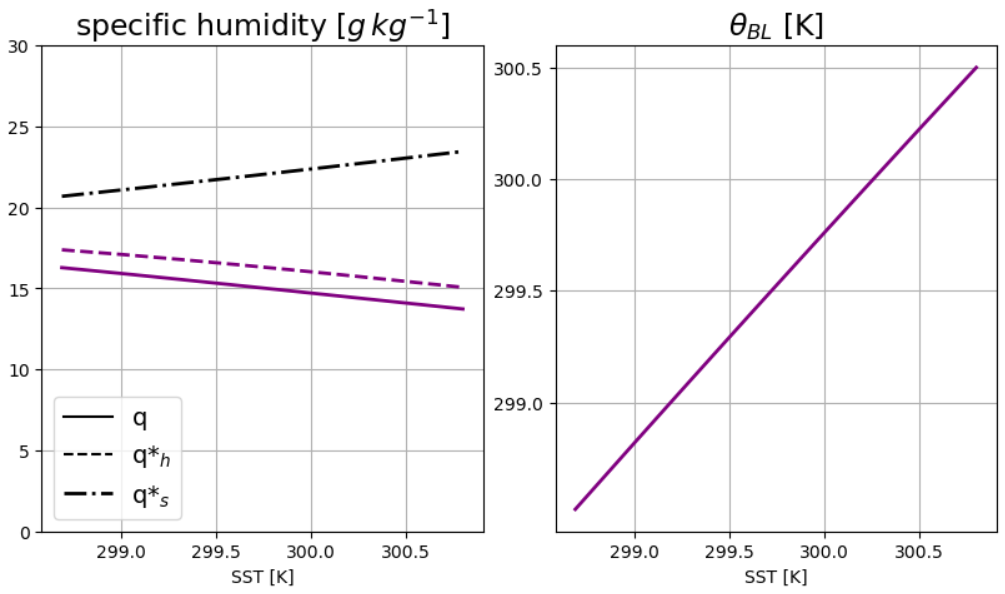 specific humidity [g kg⁻¹]
30
25
20
15
10
5
0
q
q*ₕ
q*ₛ
299.0 299.5 300.0 300.5
SST [K]
θ_BL [K]
300.5
300.0
299.5
299.0
299.0 299.5 300.0 300.5
SST [K]